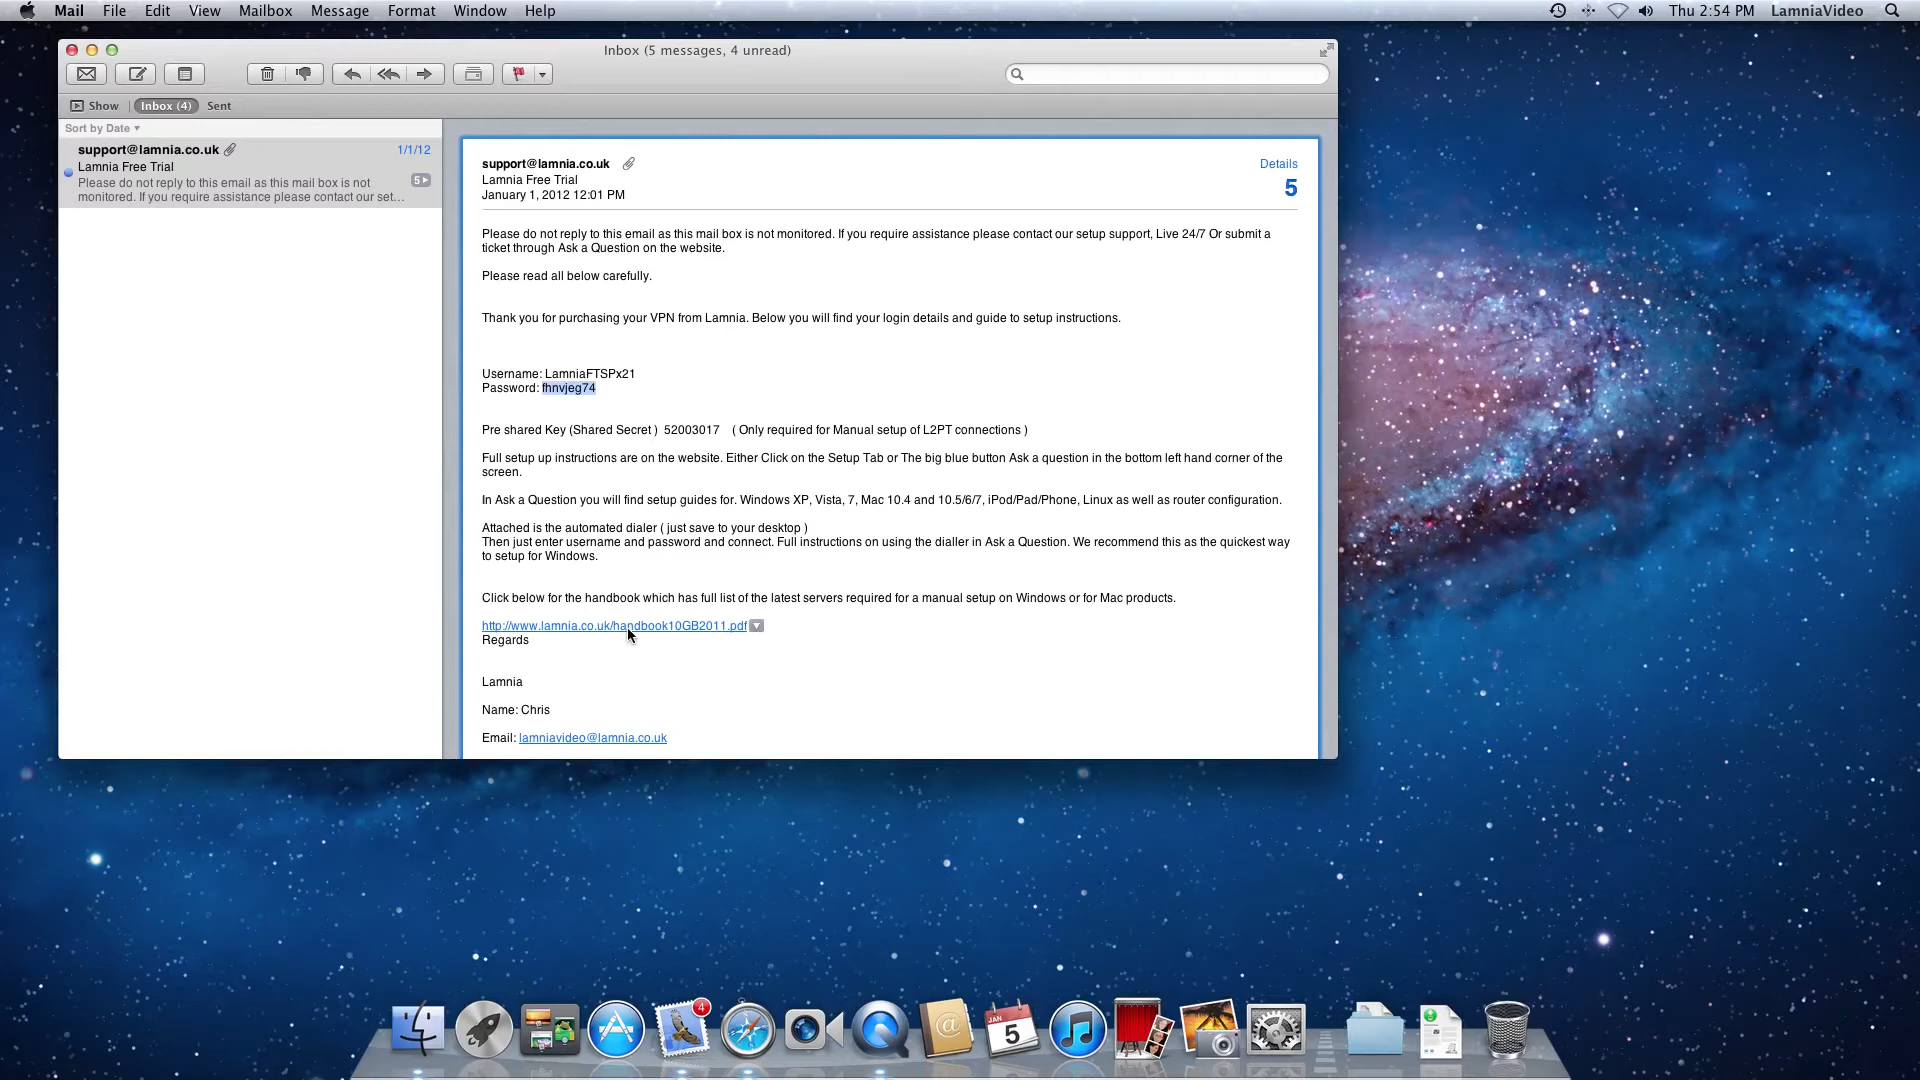 Mail File Edit View Mailbox Message Format Window Help Thu 2:54 PM LamniaVideo
Inbox (5 messages, 4 unread)
Show Inbox (4) Sent
Sort by Date
support@lamnia.co.uk 1/1/12
Lamnia Free Trial
Please do not reply to this email as this mail box is not 5
monitored. If you require assistance please contact our set…
support@lamnia.co.uk Details
Lamnia Free Trial
January 1, 2012 12:01 PM 5
Please do not reply to this email as this mail box is not monitored. If you require assistance please contact our setup support, Live 24/7 Or submit a
ticket through Ask a Question on the website.
Please read all below carefully.
Thank you for purchasing your VPN from Lamnia. Below you will find your login details and guide to setup instructions.
Username: LamniaFTSPx21
Password: fhnvjeg74
Pre shared Key (Shared Secret ) 52003017 ( Only required for Manual setup of L2PT connections )
Full setup up instructions are on the website. Either Click on the Setup Tab or The big blue button Ask a question in the bottom left hand corner of the
screen.
In Ask a Question you will find setup guides for. Windows XP, Vista, 7, Mac 10.4 and 10.5/6/7, iPod/Pad/Phone, Linux as well as router configuration.
Attached is the automated dialer ( just save to your desktop )
Then just enter username and password and connect. Full instructions on using the dialler in Ask a Question. We recommend this as the quickest way
to setup for Windows.
Click below for the handbook which has full list of the latest servers required for a manual setup on Windows or for Mac products.
http://www.lamnia.co.uk/handbook10GB2011.pdf
Regards
Lamnia
Name: Chris
Email: lamniavideo@lamnia.co.uk
4
JAN
5